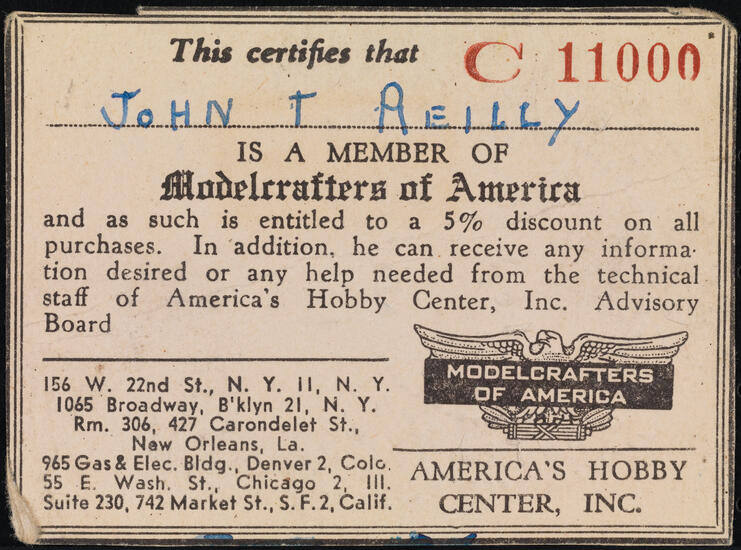 This certifies that C 11000
JOHN T REILLY
IS A MEMBER OF
Modelcrafters of America
and as such is entitled to a 5% discount on all
purchases. In addition, he can receive any informa-
tion desired or any help needed from the technical
staff of America's Hobby Center, Inc. Advisory
Board
156 W. 22nd St., N. Y. 11, N. Y.
1065 Broadway, B'klyn 21, N. Y.
Rm. 306, 427 Carondelet St.,
New Orleans, La.
965 Gas & Elec. Bldg., Denver 2, Colo.
55 E. Wash. St., Chicago 2, Ill.
Suite 230, 742 Market St., S. F. 2, Calif.
MODELCRAFTERS
OF AMERICA
AMERICA'S HOBBY
CENTER, INC.